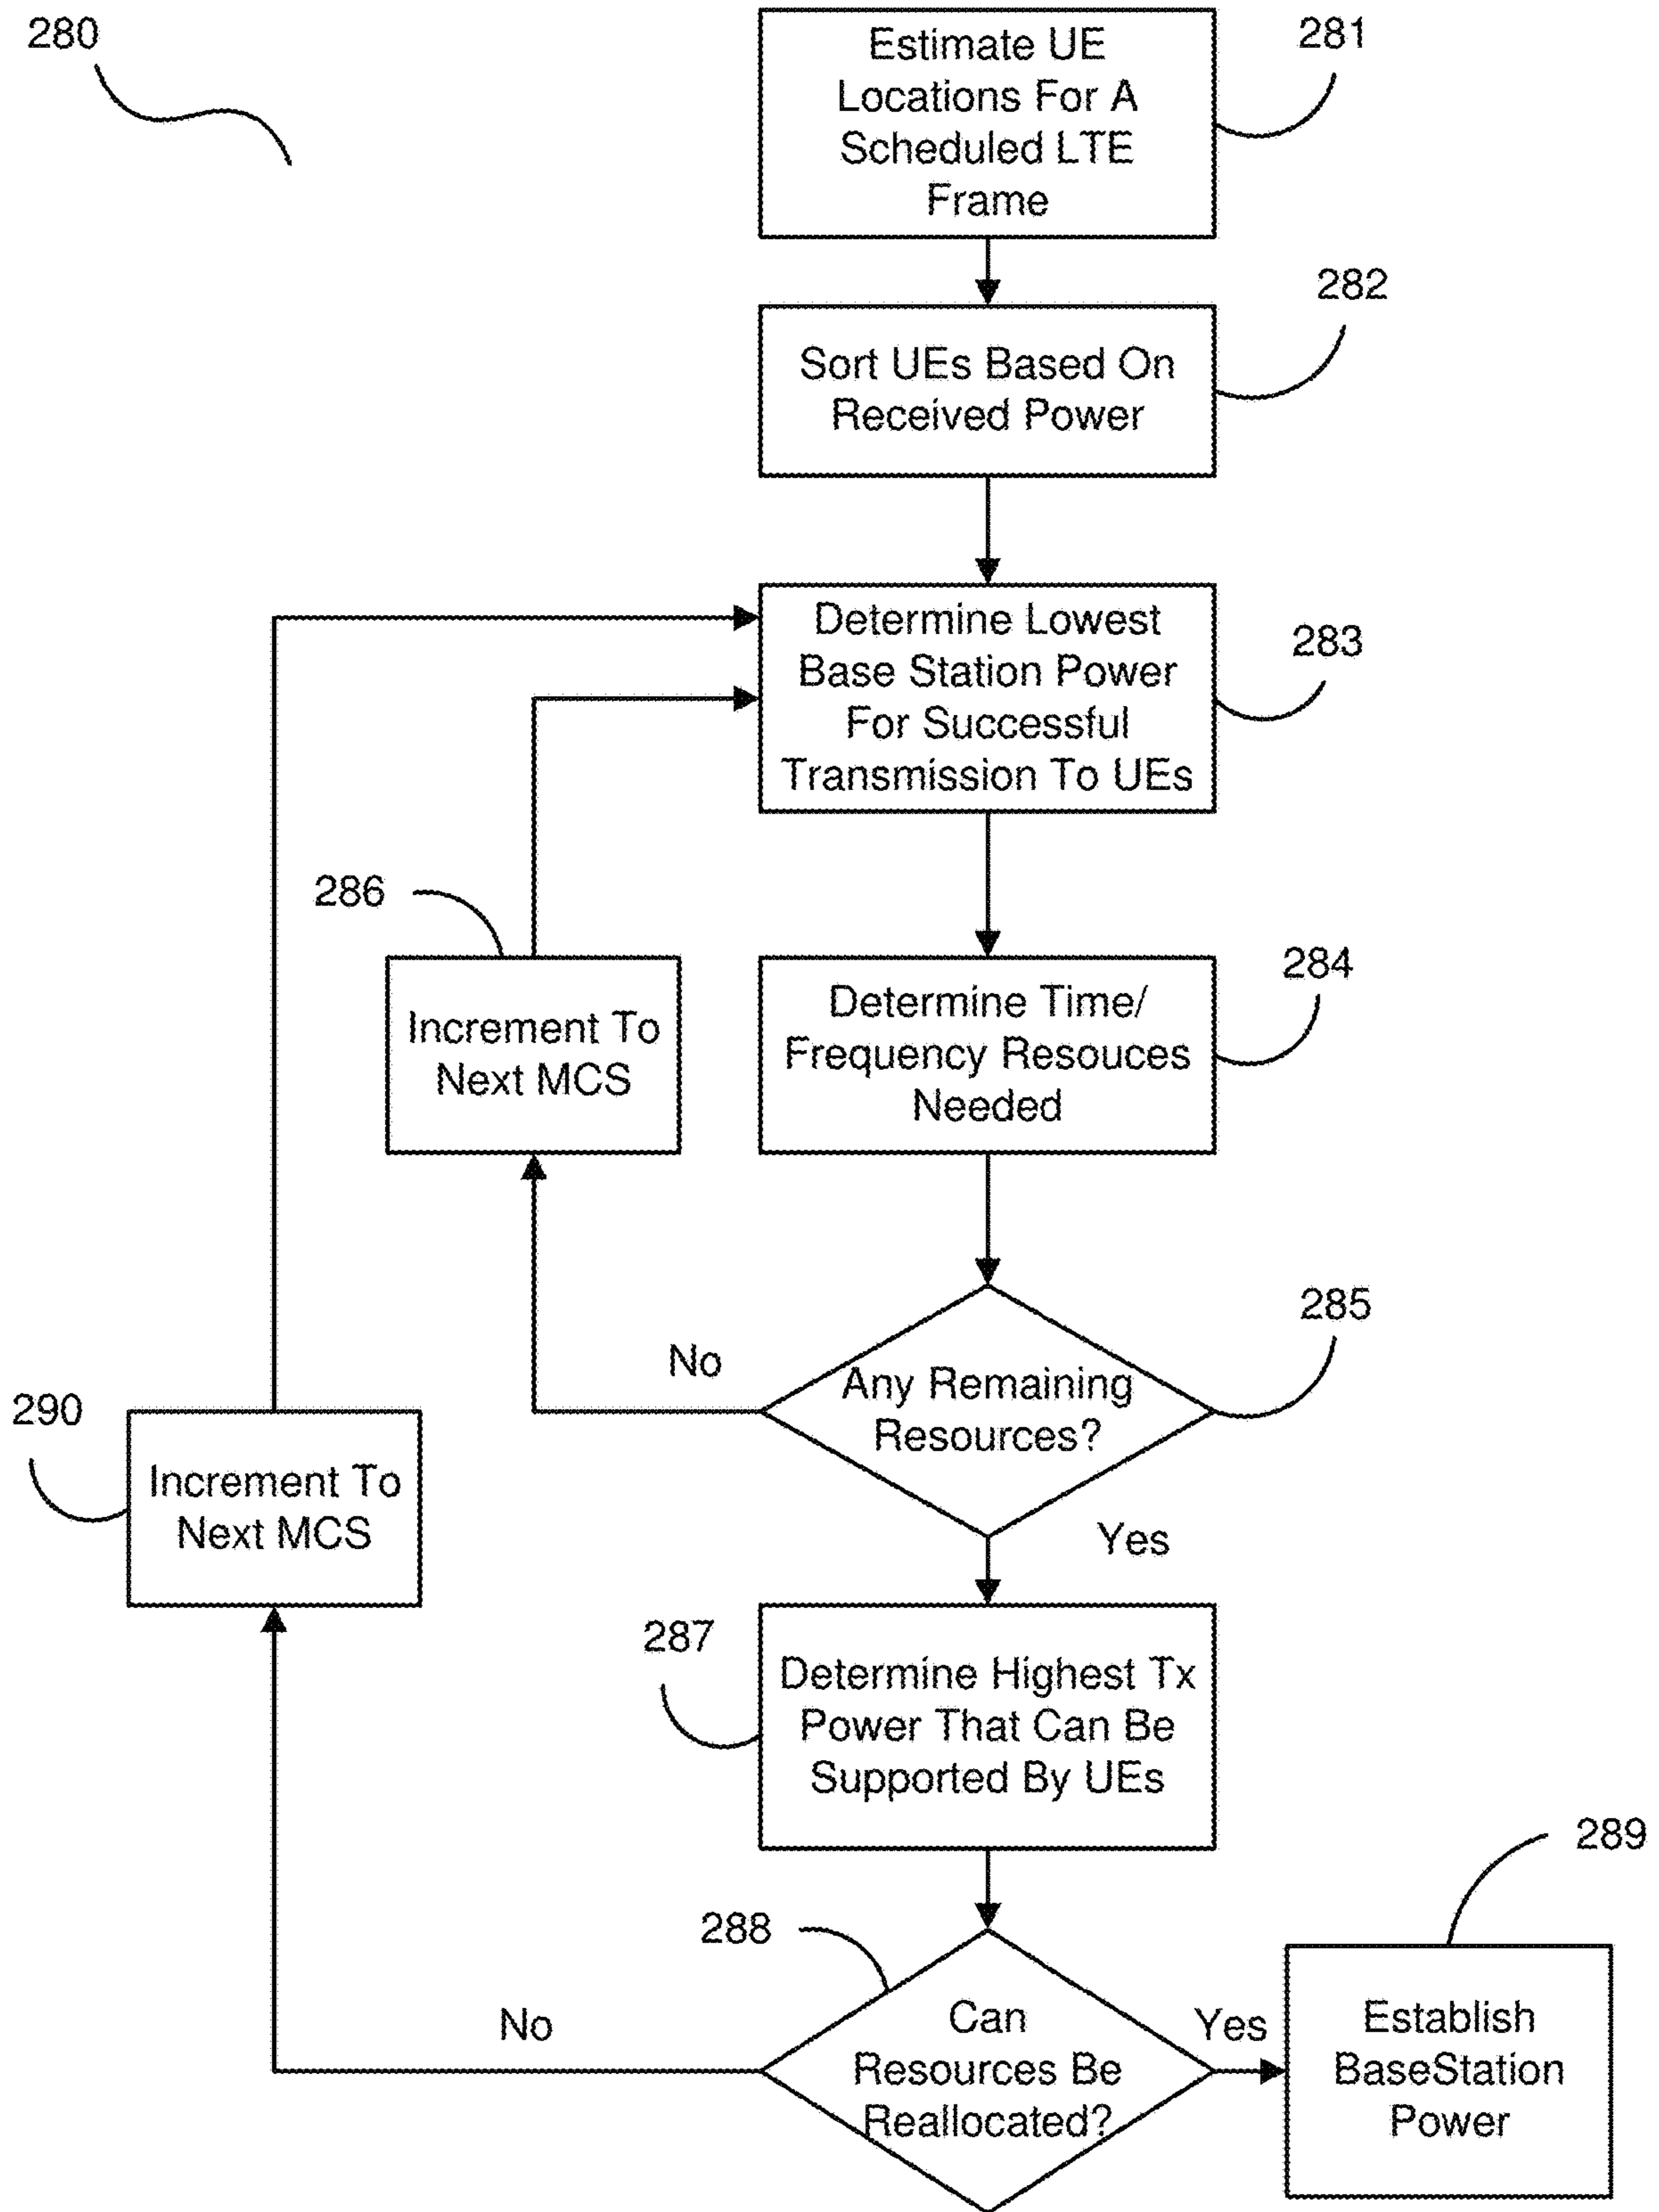 280
Estimate UE
Locations For A
Scheduled LTE
Frame
281
282
Sort UEs Based On
Received Power
Determine Lowest
Base Station Power
For Successful
Transmission To UEs
283
286
Increment To
Next MCS
284
Determine Time/
Frequency Resouces
Needed
285
No
Any Remaining
Resources?
290
Increment To
Next MCS
Yes
287
Determine Highest Tx
Power That Can Be
Supported By UEs
289
288
No
Can
Resources Be
Reallocated?
Yes
Establish
BaseStation
Power